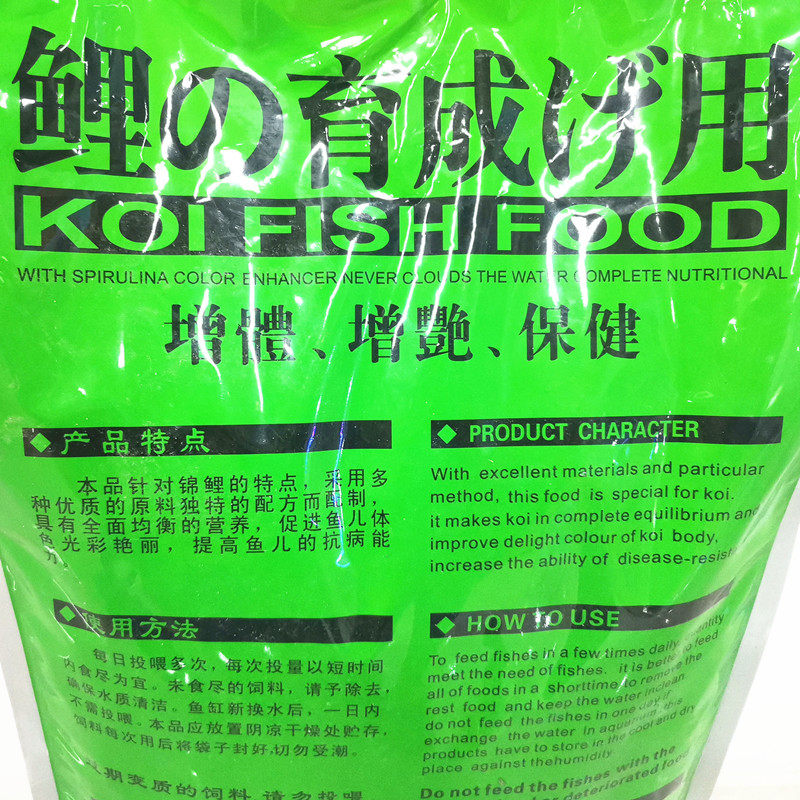 鯉の育成げ用
KOI FISH FOOD
WITH SPIRULINA COLOR ENHANCER NEVER CLOUDS THE WATER COMPLETE NUTRITIONAL
增體、增艷、保健
◆ 产品特点
本品针对锦鲤的特点，采用多
种优质的原料独特的配方而配制，
具有全面均衡的营养，促进鱼儿体
色光彩艳丽，提高鱼儿的抗病能
力。
◆ 使用方法
每日投喂多次，每次投量以短时间
内食尽为宜。未食尽的饲料，请予除去，
确保水质清洁。鱼缸新换水后，一日内
不需投喂。本品应放置阴凉干燥处贮存，
饲料每次用后将袋子封好，切勿受潮。
期变质的饲料，请勿投喂
◆ PRODUCT CHARACTER
With excellent materials and particular
method, this food is special for koi.
it makes koi in complete equilibrium and
improve delight colour of koi body,
increase the ability of disease-resist
◆ HOW TO USE
To feed fishes in a few times daily
meet the need of fishes. it is better to feed
all of foods in a shorttime to remove the
rest food and keep the water inclean
do not feed the fishes in one day
exchange the water in aquarium this
products have to store in the cool and dry
place against thehumidity
Do not feed the fishes with the
or deteriorated food